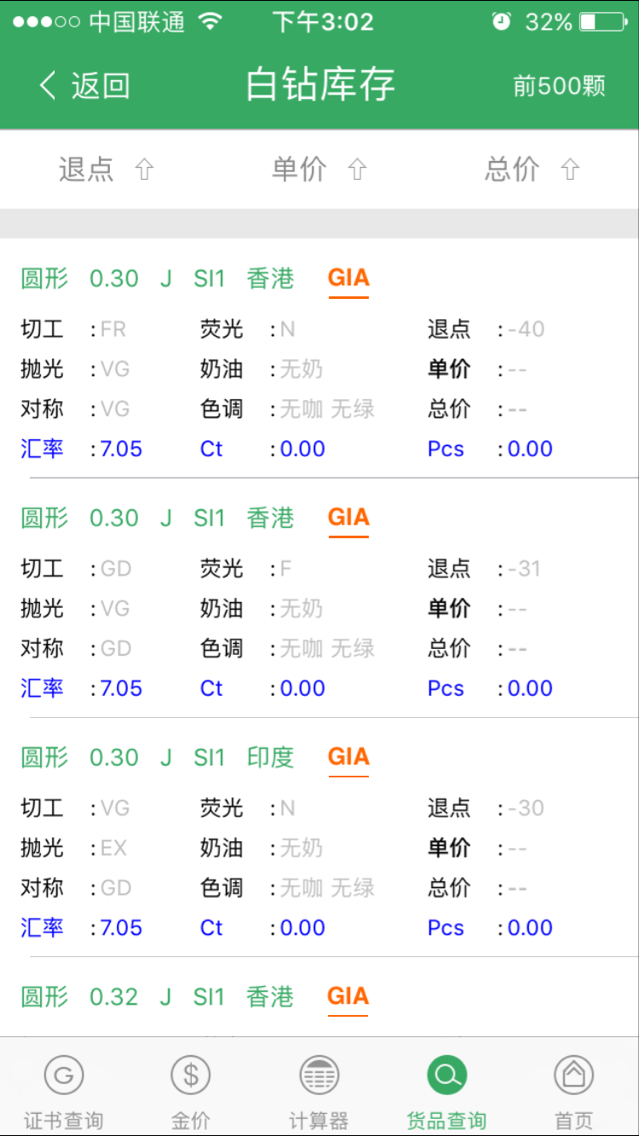 中国联通 下午3:02 32%
返回 白钻库存 前500颗
退点 单价 总价
圆形 0.30 J SI1 香港 GIA
切工 :FR 荧光 :N 退点 :-40
抛光 :VG 奶油 :无奶 单价 :--
对称 :VG 色调 :无咖 无绿 总价 :--
汇率 :7.05 Ct :0.00 Pcs :0.00
圆形 0.30 J SI1 香港 GIA
切工 :GD 荧光 :F 退点 :-31
抛光 :VG 奶油 :无奶 单价 :--
对称 :GD 色调 :无咖 无绿 总价 :--
汇率 :7.05 Ct :0.00 Pcs :0.00
圆形 0.30 J SI1 印度 GIA
切工 :VG 荧光 :N 退点 :-30
抛光 :EX 奶油 :无奶 单价 :--
对称 :GD 色调 :无咖 无绿 总价 :--
汇率 :7.05 Ct :0.00 Pcs :0.00
圆形 0.32 J SI1 香港 GIA
证书查询 金价 计算器 货品查询 首页